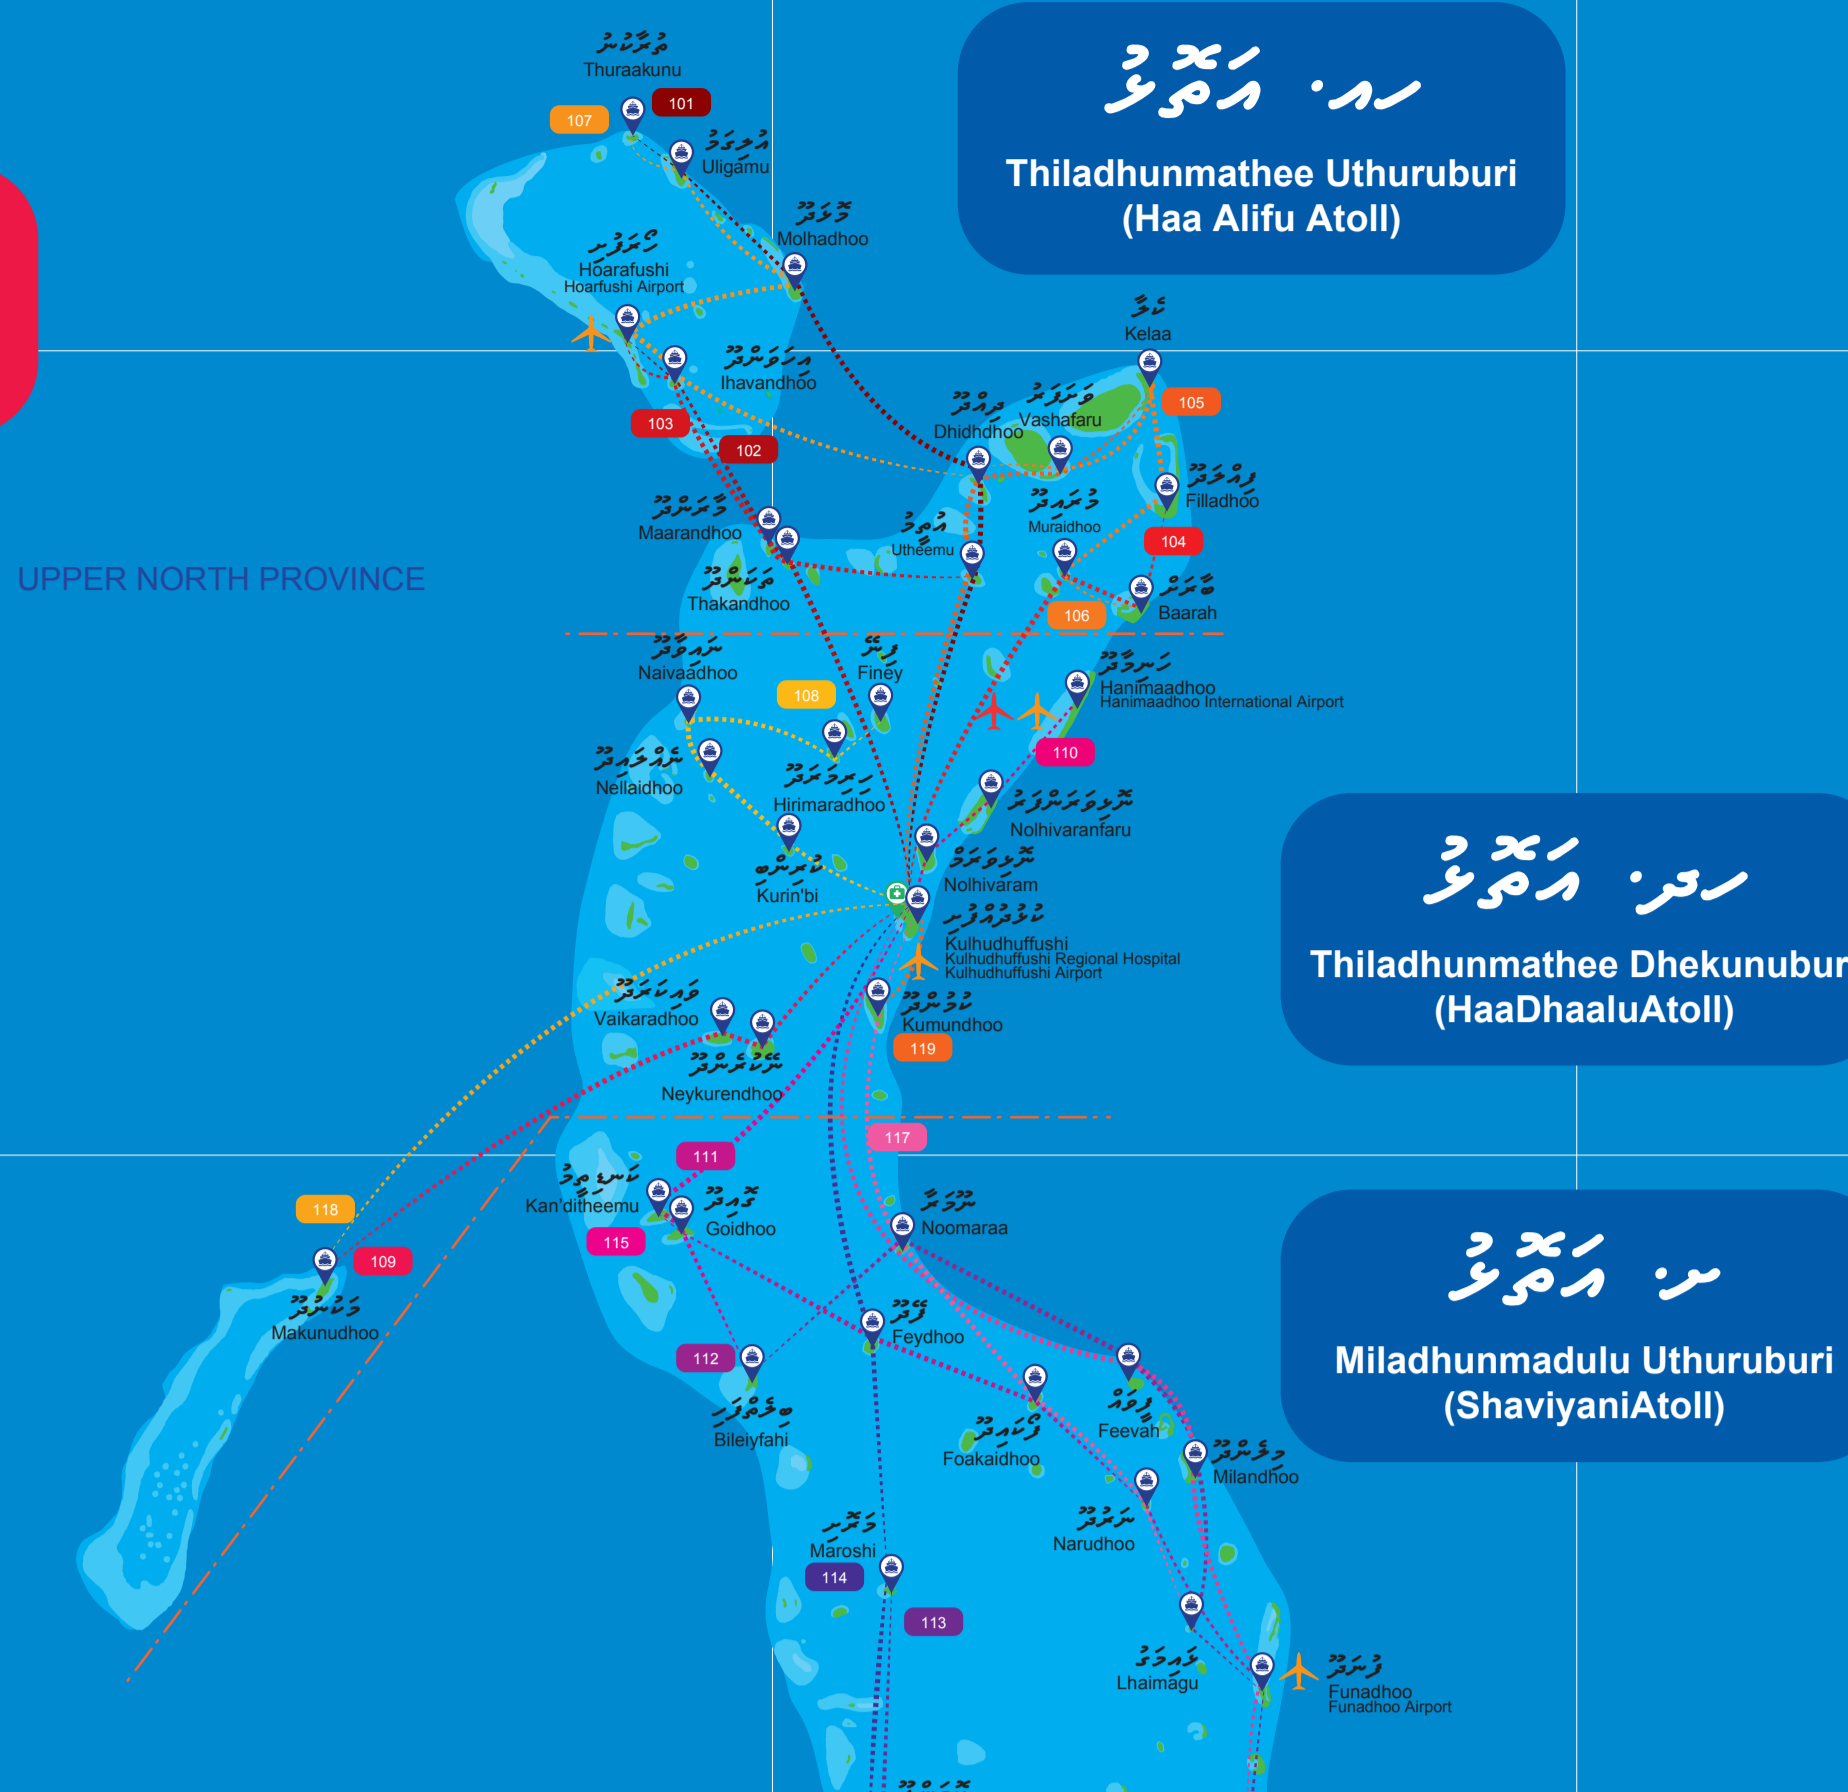 ތުރާކުނު
Thuraakunu
101
107
އުލިގަމު
Uligamu
މޮޅަދޫ
Molhadhoo
ހޯރަފުށި
Hoarafushi
Hoarfushi Airport
އިހަވަންދޫ
Ihavandhoo
103
102
ހއ. އަތޮޅު
Thiladhunmathee Uthuruburi
(Haa Alifu Atoll)
ކެލާ
Kelaa
105
ދިއްދޫ
Dhidhdhoo
ވަށަފަރު
Vashafaru
ފިއްލަދޫ
Filladhoo
104
މުރައިދޫ
Muraidhoo
އުތީމު
Utheemu
މާރަންދޫ
Maarandhoo
ތަކަންދޫ
Thakandhoo
106
ބާރަށް
Baarah
UPPER NORTH PROVINCE
ނައިވާދޫ
Naivaadhoo
108
ފިނޭ
Finey
ހަނިމާދޫ
Hanimaadhoo
Hanimaadhoo International Airport
110
ނެއްލައިދޫ
Nellaidhoo
ހިރިމަރަދޫ
Hirimaradhoo
ނޮޅިވަރަންފަރު
Nolhivaranfaru
ކުރިންބި
Kurin'bi
ނޮޅިވަރަމް
Nolhivaram
ކުޅުދުއްފުށި
Kulhudhuffushi
Kulhudhuffushi Regional Hospital
Kulhudhuffushi Airport
ހދ. އަތޮޅު
Thiladhunmathee Dhekunubur
(HaaDhaaluAtoll)
ވައިކަރަދޫ
Vaikaradhoo
ނޭކުރެންދޫ
Neykurendhoo
ކުމުންދޫ
Kumundhoo
119
117
111
ކަނޑިތީމު
Kan'ditheemu
ގޮއިދޫ
Goidhoo
115
118
109
މަކުނުދޫ
Makunudhoo
ނޫމަރާ
Noomaraa
ށ. އަތޮޅު
Miladhunmadulu Uthuruburi
(ShaviyaniAtoll)
112
ބިލެތްފަހި
Bileiyfahi
ފޭދޫ
Feydhoo
ފޯކައިދޫ
Foakaidhoo
ފީވައް
Feevah
މިލެންދޫ
Milandhoo
ނަރުދޫ
Narudhoo
މަރޮށި
Maroshi
114
113
ޅައިމަގު
Lhaimagu
ފުނަދޫ
Funadhoo
Funadhoo Airport